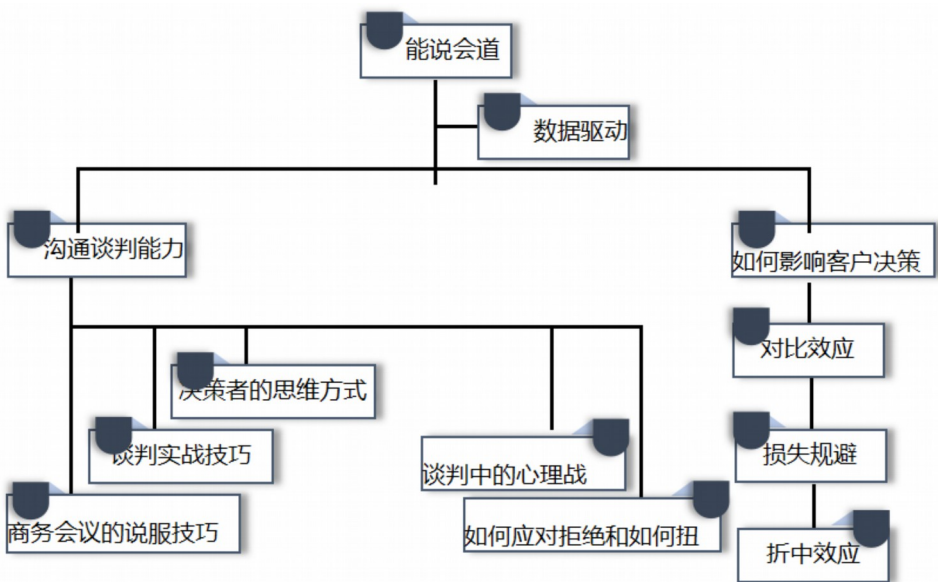 能说会道
数据驱动
沟通谈判能力
如何影响客户决策
对比效应
决策者的思维方式
谈判实战技巧
谈判中的心理战
损失规避
商务会议的说服技巧
如何应对拒绝和如何扭
折中效应